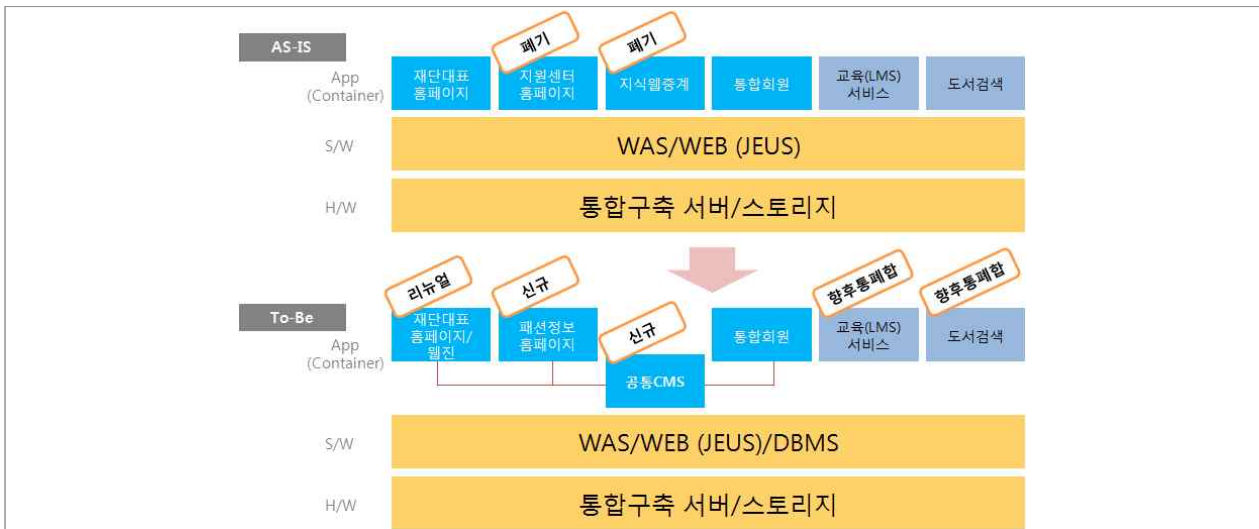 AS-IS
폐기
폐기
App
(Container)
재단대표
홈페이지
지원센터
홈페이지
지식웹중계
통합회원
교육(LMS)
서비스
도서검색
S/W
WAS/WEB (JEUS)
H/W
통합구축 서버/스토리지
리뉴얼
신규
신규
향후통폐합
향후통폐합
To-Be
App
(Container)
재단대표
홈페이지/
웹진
패션정보
홈페이지
공통CMS
통합회원
교육(LMS)
서비스
도서검색
S/W
WAS/WEB (JEUS)/DBMS
H/W
통합구축 서버/스토리지